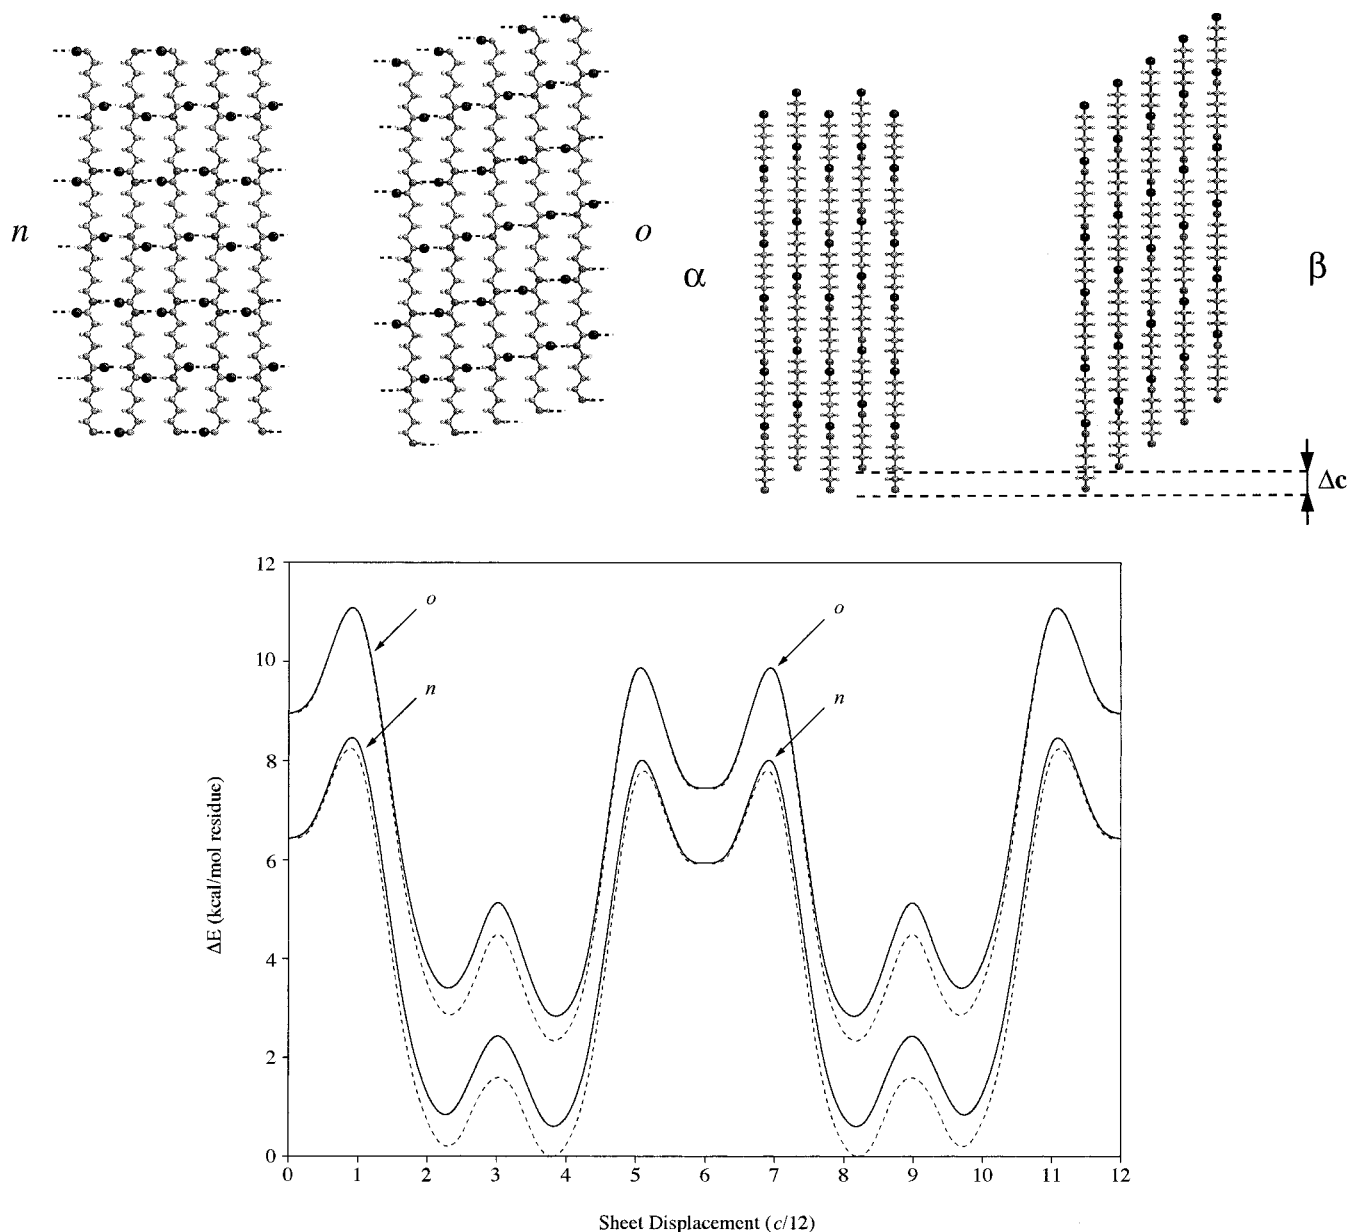 n
o
α
β
Δc
12
10
8
6
4
2
0
ΔE (kcal/mol residue)
o
n
o
n
0 1 2 3 4 5 6 7 8 9 10 11 12
Sheet Displacement (c/12)